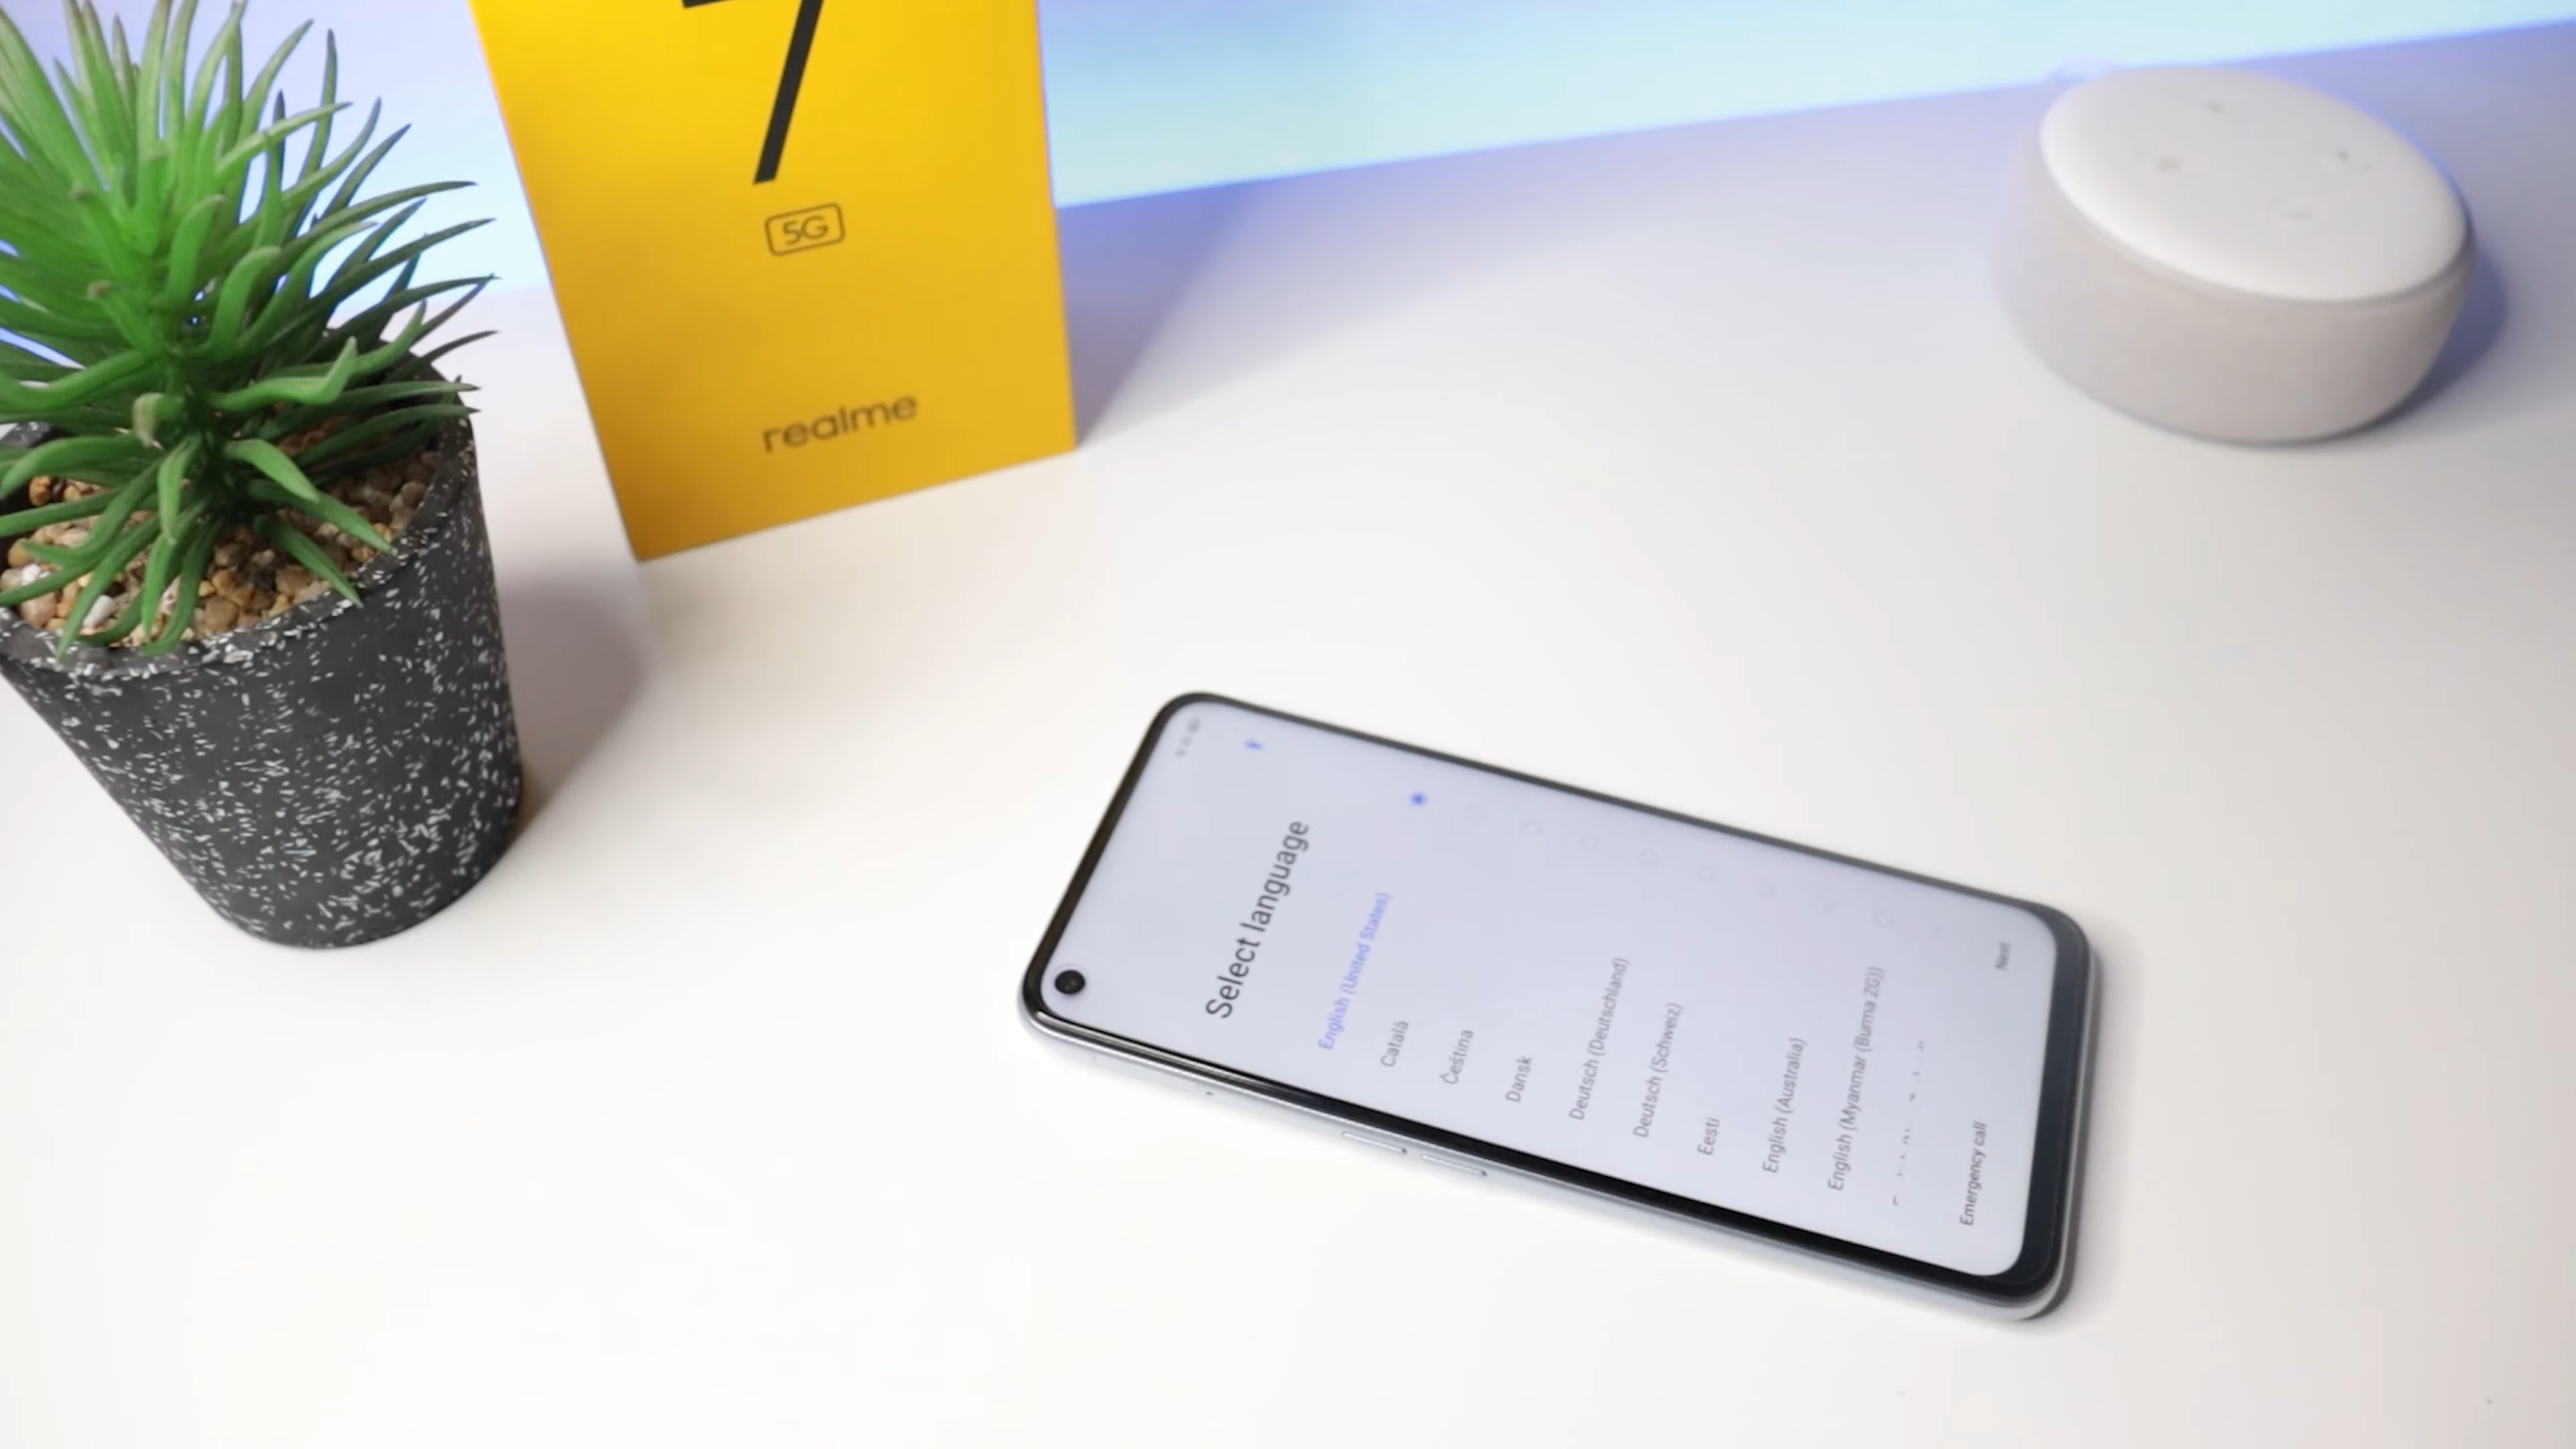 7
5G
realme
Select language
English (United States)
Català
Čeština
Dansk
Deutsch (Deutschland)
Deutsch (Schweiz)
Eesti
English (Australia)
English (Myanmar (Burma ZG))
Emergency call
Next